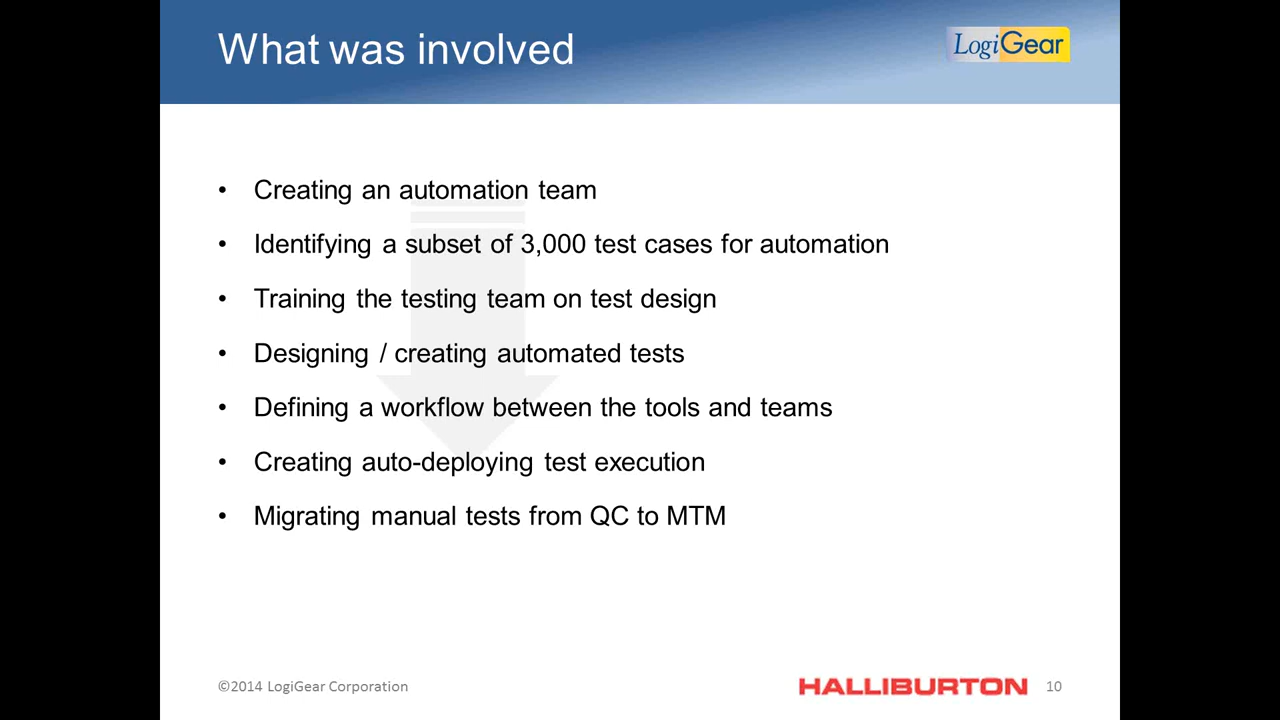 What was involved
LogiGear
• Creating an automation team
• Identifying a subset of 3,000 test cases for automation
• Training the testing team on test design
• Designing / creating automated tests
• Defining a workflow between the tools and teams
• Creating auto-deploying test execution
• Migrating manual tests from QC to MTM
©2014 LogiGear Corporation
HALLIBURTON
10